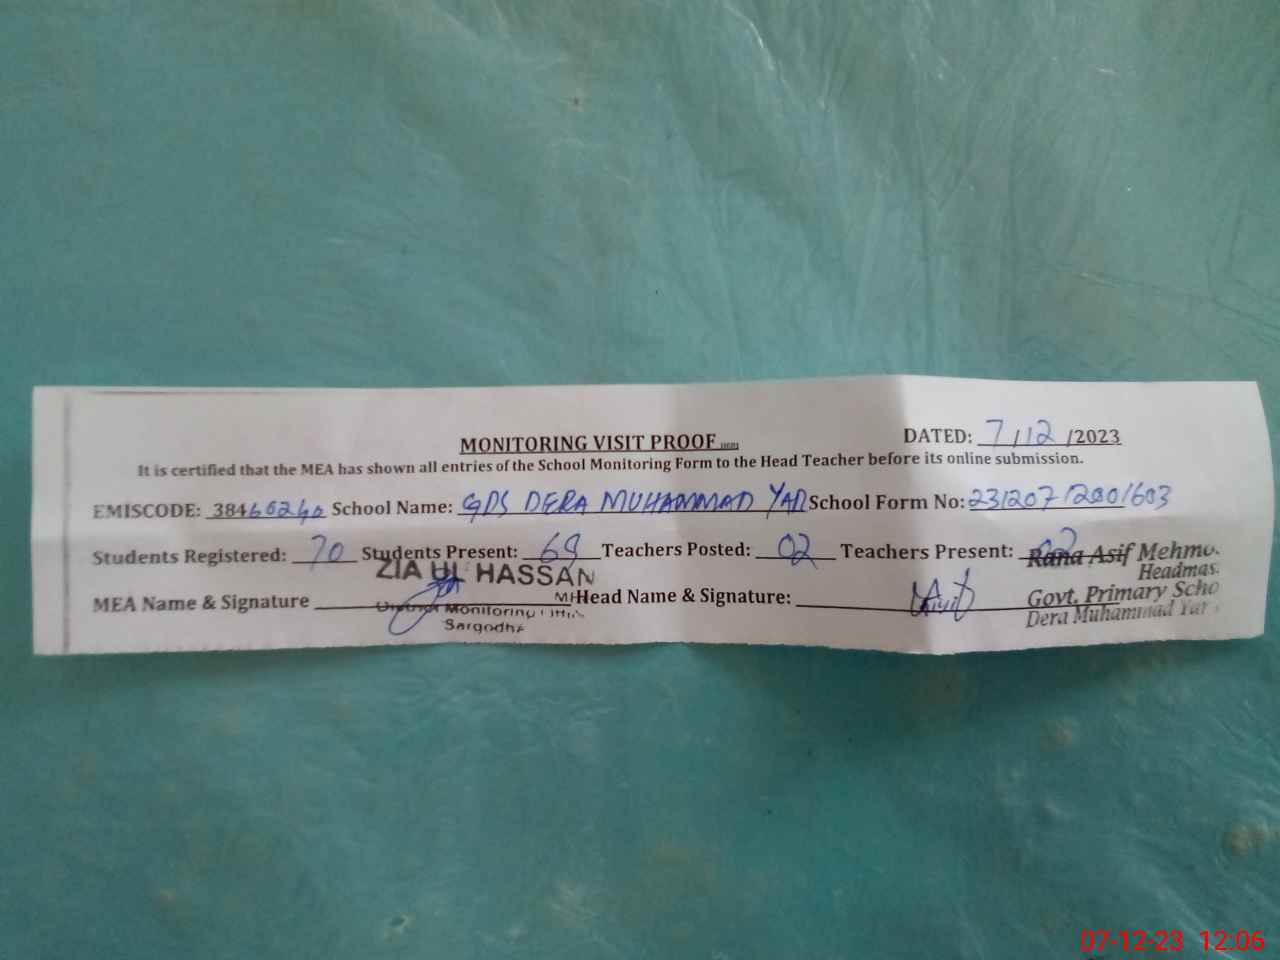 DATED: 7/12/2023
MONITORING VISIT PROOF
It is certified that the MEA has shown all entries of the School Monitoring Form to the Head Teacher before its online submission.
EMISCODE: 38460240 School Name: GPS DERA MUHAMMAD YAR School Form No:
Students Registered: 70 Students Present: 69 Teachers Posted: 02 Teachers Present: 02
ZIA UL HASSAN
Rana Asif Mehmo.
Headmas.
MEA Name & Signature Head Name & Signature:
District Monitoring
Sargodha
Govt. Primary Scho
Dera Muhammad Yar
07-12-23 12:06